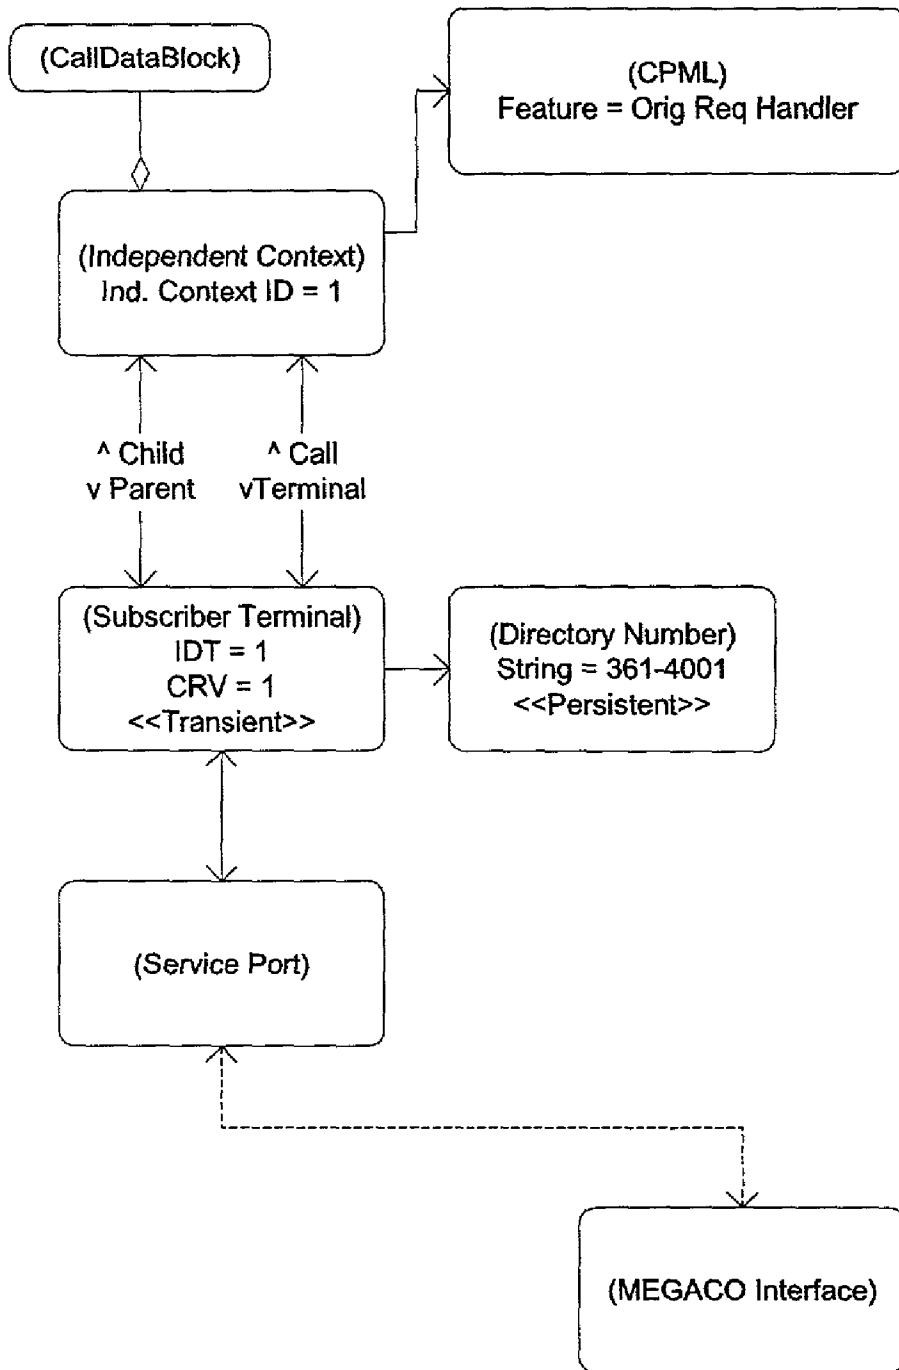 (CallDataBlock)
(CPML)
Feature = Orig Req Handler
(Independent Context)
Ind. Context ID = 1
^ Child
v Parent
^ Call
vTerminal
(Subscriber Terminal)
IDT = 1
CRV = 1
<<Transient>>
(Directory Number)
String = 361-4001
<<Persistent>>
(Service Port)
(MEGACO Interface)